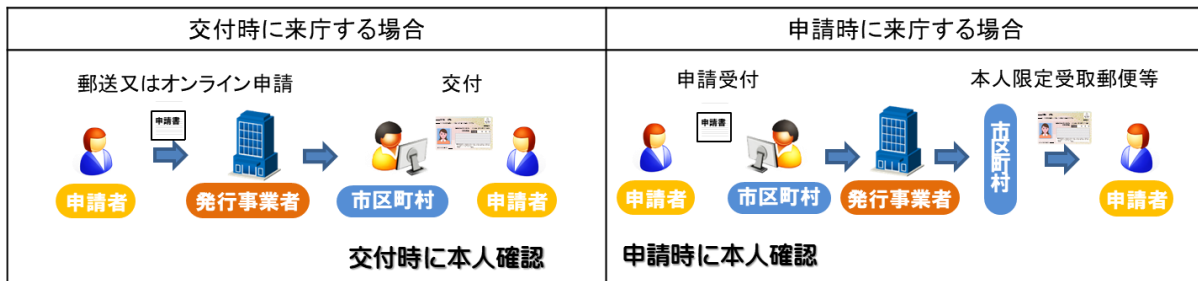 交付時に来庁する場合
郵送又はオンライン申請
交付
申請書
申請者
発行事業者
市区町村
申請者
交付時に本人確認
申請時に来庁する場合
申請受付
本人限定受取郵便等
申請書
市区町村
申請者
市区町村
発行事業者
申請者
申請時に本人確認